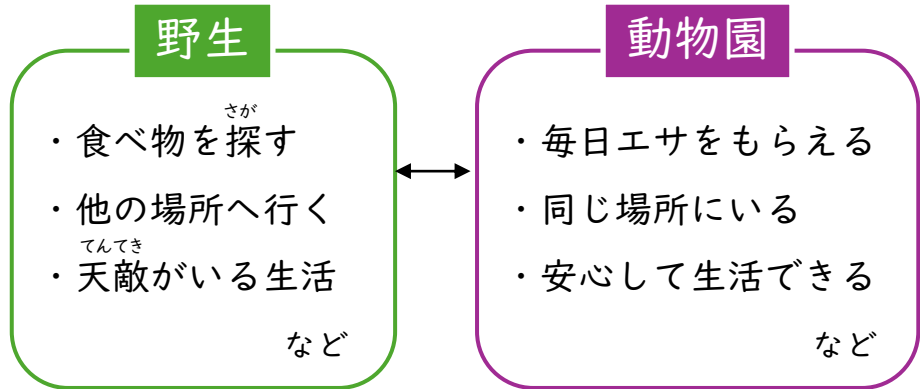 野生
・食べ物を探す
さが
・他の場所へ行く
・天敵がいる生活
てんてき
など
動物園
・毎日エサをもらえる
・同じ場所にいる
・安心して生活できる
など